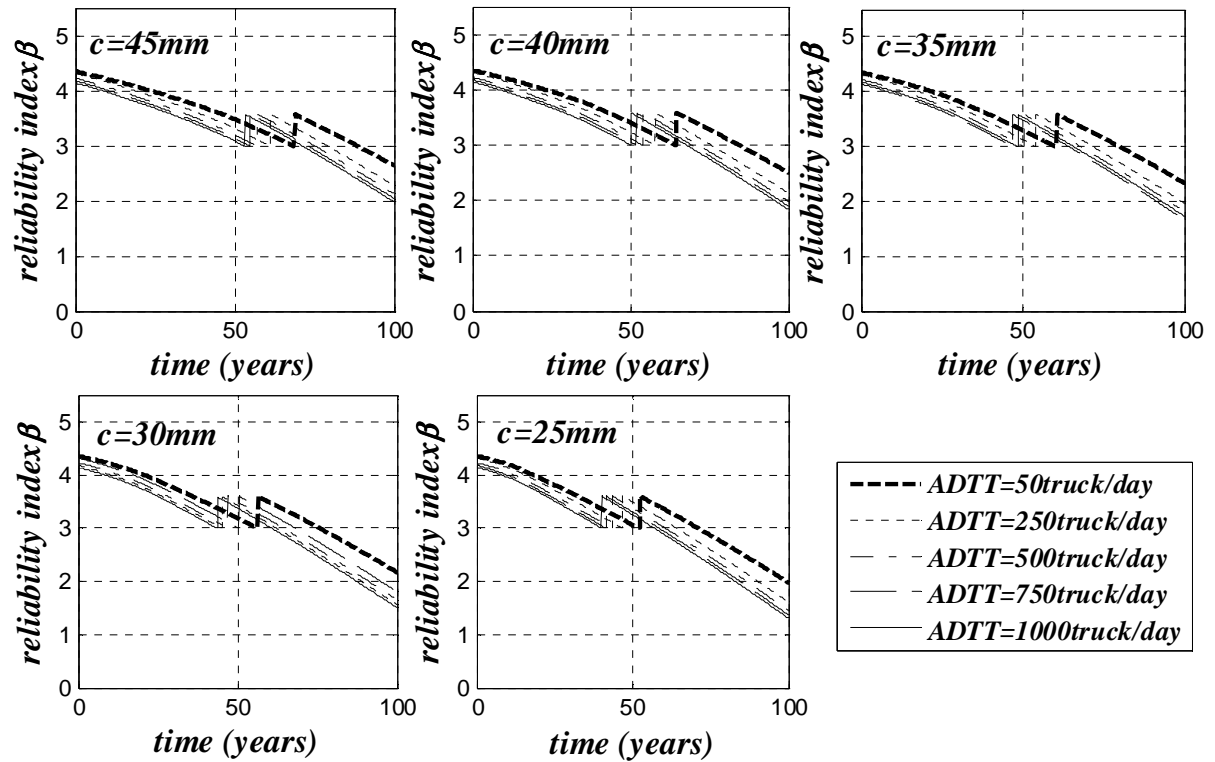 c=45mm
reliability index β
5
4
3
2
1
0
0 50 100
time (years)
c=40mm
reliability index β
5
4
3
2
1
0
0 50 100
time (years)
c=35mm
reliability index β
5
4
3
2
1
0
0 50 100
time (years)
c=30mm
reliability index β
5
4
3
2
1
0
0 50 100
time (years)
c=25mm
reliability index β
5
4
3
2
1
0
0 50 100
time (years)
ADTT=50truck/day
ADTT=250truck/day
ADTT=500truck/day
ADTT=750truck/day
ADTT=1000truck/day